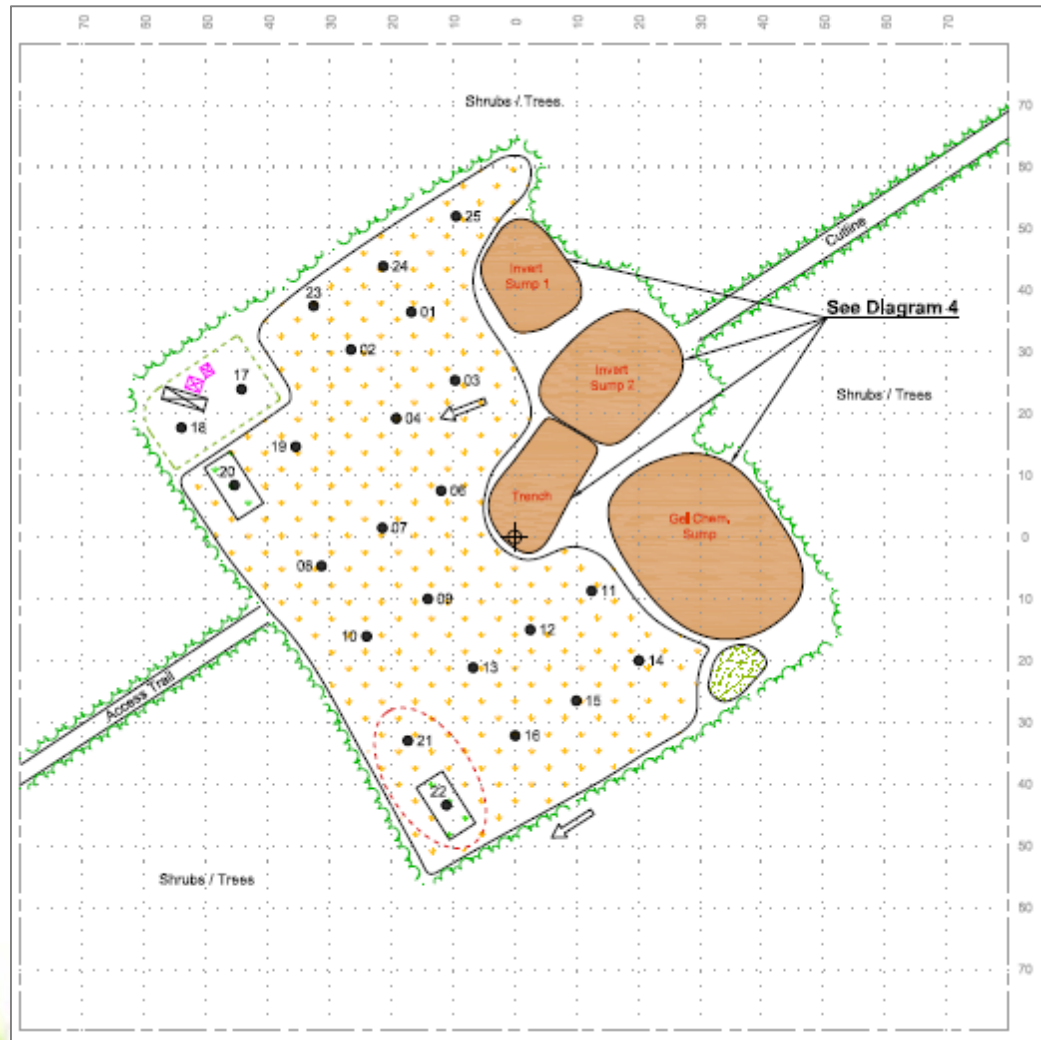 70 60 50 40 30 20 10 0 10 20 30 40 50 60 70
Shrubs / Trees.
70
60
25
50
Cutline
Invert
Sump 1
24
40
23
01
See Diagram 4
02
30
Invert
Sump 2
03
17
Shrubs / Trees
04
20
18
19
20
10
06
Trench
Gel Chem.
Sump
07
0
08
11
09
10
12
10
14
13
20
Access Trail
15
21
16
30
22
40
50
Shrubs / Trees
60
70